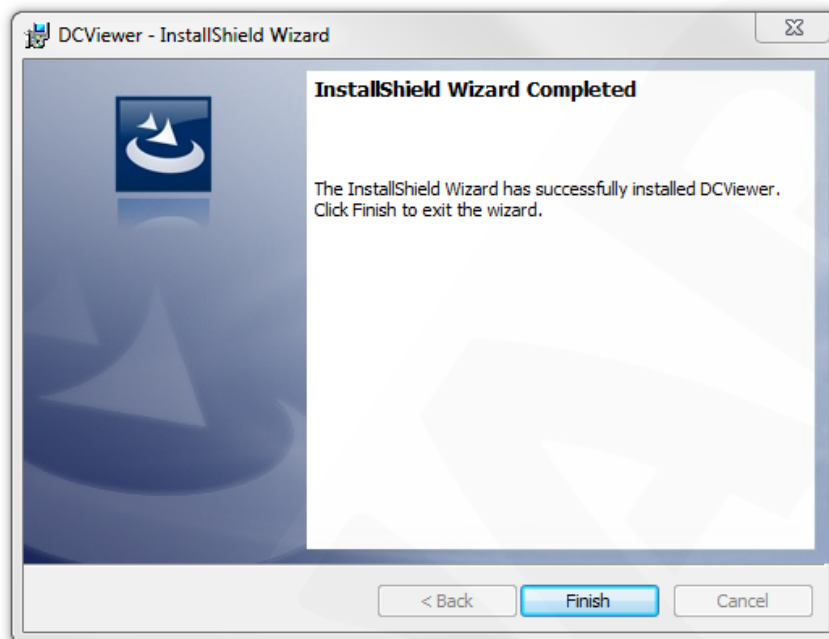 DCViewer - InstallShield Wizard
InstallShield Wizard Completed
The InstallShield Wizard has successfully installed DCViewer.
Click Finish to exit the wizard.
< Back
Finish
Cancel